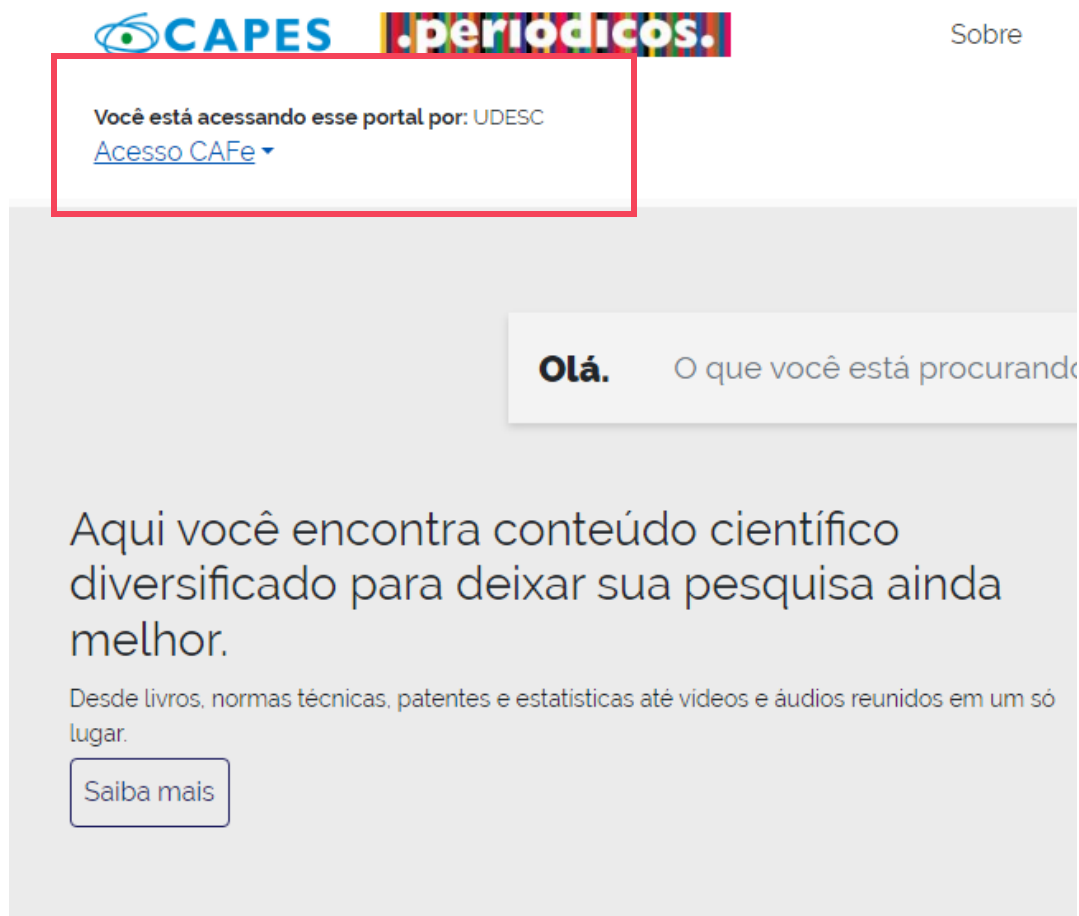 CAPES .periodicos. Sobre
Você está acessando esse portal por: UDESC
Acesso CAFe
Olá. O que você está procurando
Aqui você encontra conteúdo científico
diversificado para deixar sua pesquisa ainda
melhor.
Desde livros, normas técnicas, patentes e estatísticas até vídeos e áudios reunidos em um só
lugar.
Saiba mais